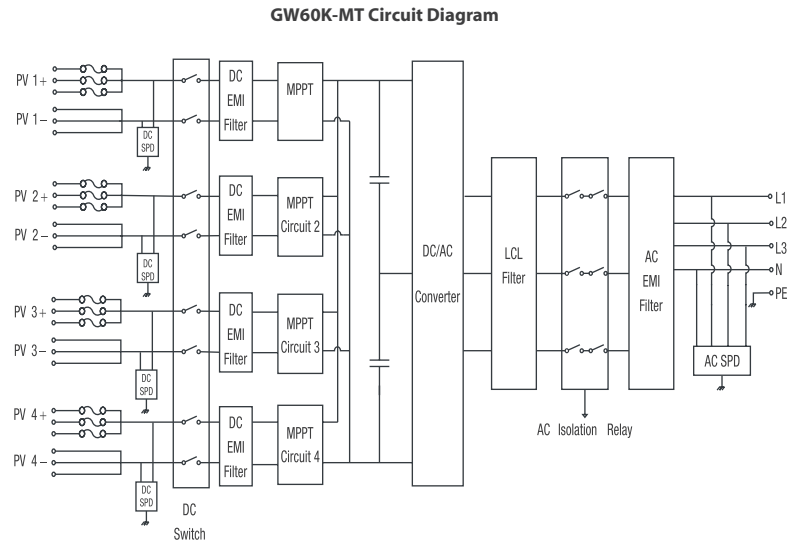 GW60K-MT Circuit Diagram
PV 1+
PV 1−
DC
SPD
DC
EMI
Filter
MPPT
PV 2+
PV 2−
DC
SPD
DC
EMI
Filter
MPPT
Circuit 2
PV 3+
PV 3−
DC
SPD
DC
EMI
Filter
MPPT
Circuit 3
PV 4+
PV 4−
DC
SPD
DC
EMI
Filter
MPPT
Circuit 4
DC
Switch
DC/AC
Converter
LCL
Filter
AC Isolation Relay
AC
EMI
Filter
L1
L2
L3
N
PE
AC SPD